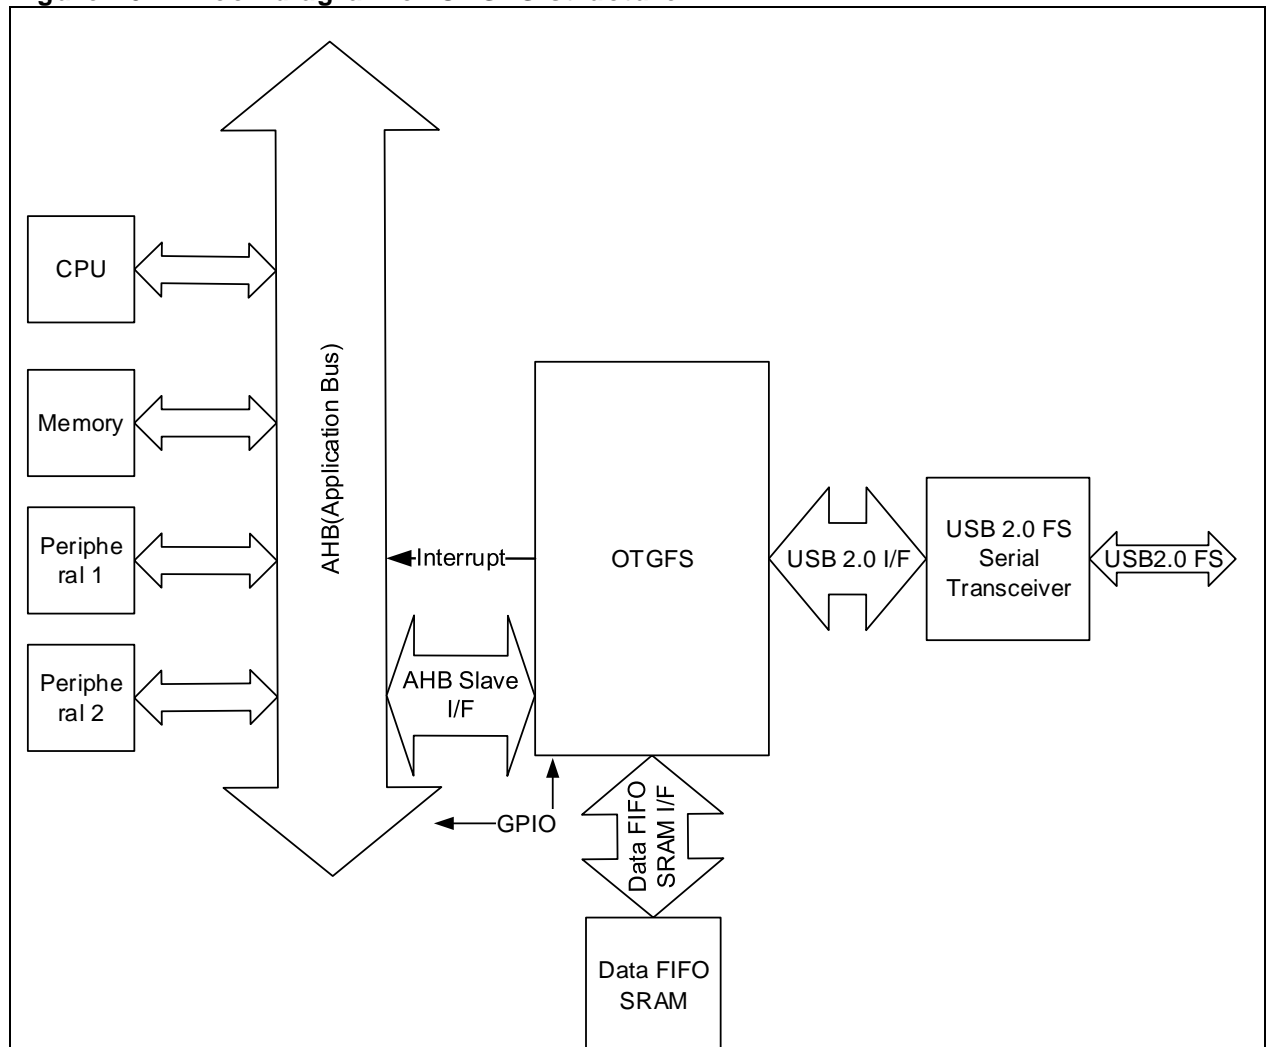 CPU
Memory
Periphe
ral 1
Periphe
ral 2
AHB(Application Bus)
Interrupt
AHB Slave
I/F
GPIO
OTGFS
Data FIFO
SRAM I/F
Data FIFO
SRAM
USB 2.0 I/F
USB 2.0 FS
Serial
Transceiver
USB2.0 FS